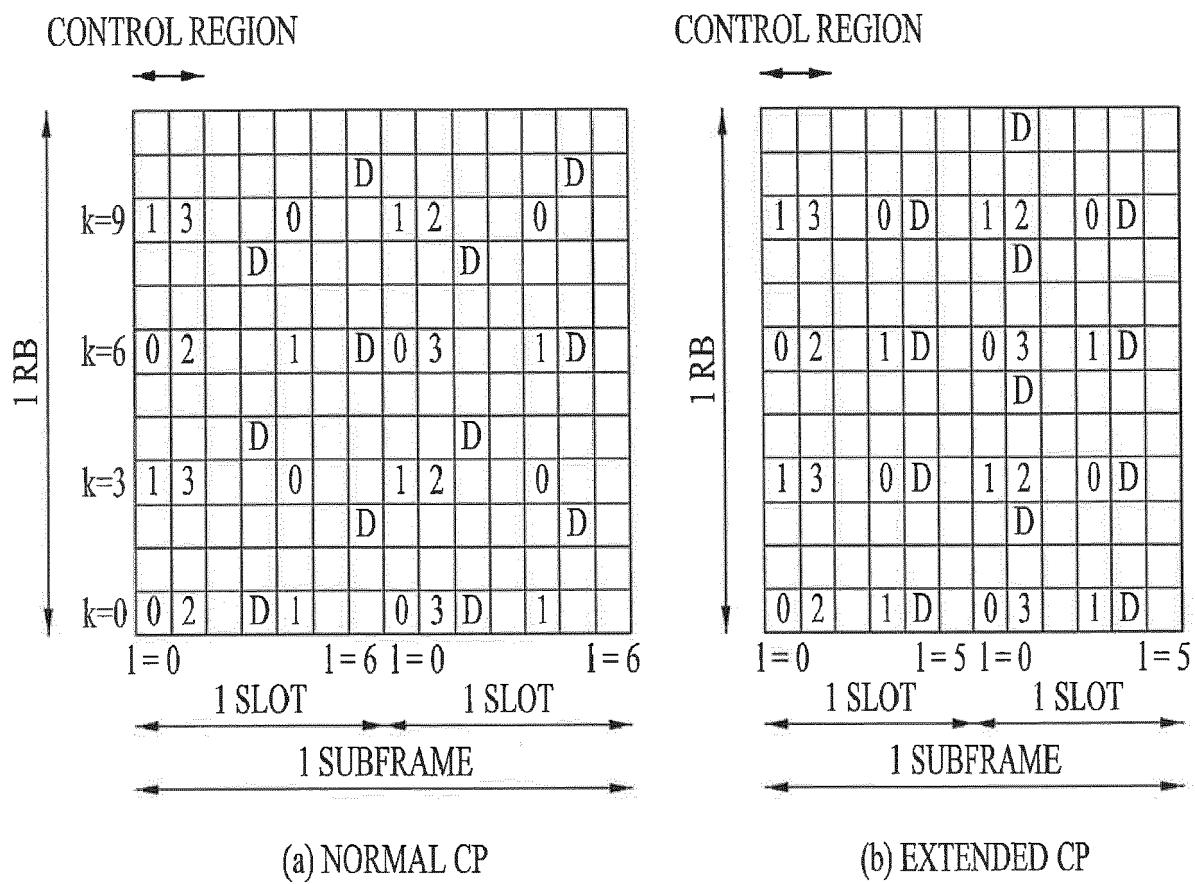 CONTROL REGION
CONTROL REGION
1 RB
D D
k=9 1 3 0 1 2 0
D D
k=6 0 2 1 D 0 3 1 D
D D
k=3 1 3 0 1 2 0
D D
k=0 0 2 D 1 0 3 D 1
l=0 l=6 l=0 l=6
1 SLOT 1 SLOT
1 SUBFRAME
(a) NORMAL CP
1 RB
D
1 3 0 D 1 2 0 D
D
0 2 1 D 0 3 1 D
D
1 3 0 D 1 2 0 D
D
0 2 1 D 0 3 1 D
l=0 l=5 l=0 l=5
1 SLOT 1 SLOT
1 SUBFRAME
(b) EXTENDED CP